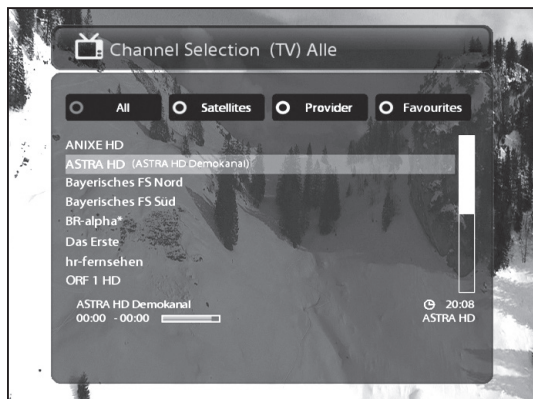 Channel Selection (TV) Alle
All Satellites Provider Favourites
ANIXE HD
ASTRA HD (ASTRA HD Demokanal)
Bayerisches FS Nord
Bayerisches FS Süd
BR-alpha*
Das Erste
hr-fernsehen
ORF 1 HD
ASTRA HD Demokanal 20:08
00:00 - 00:00 ASTRA HD